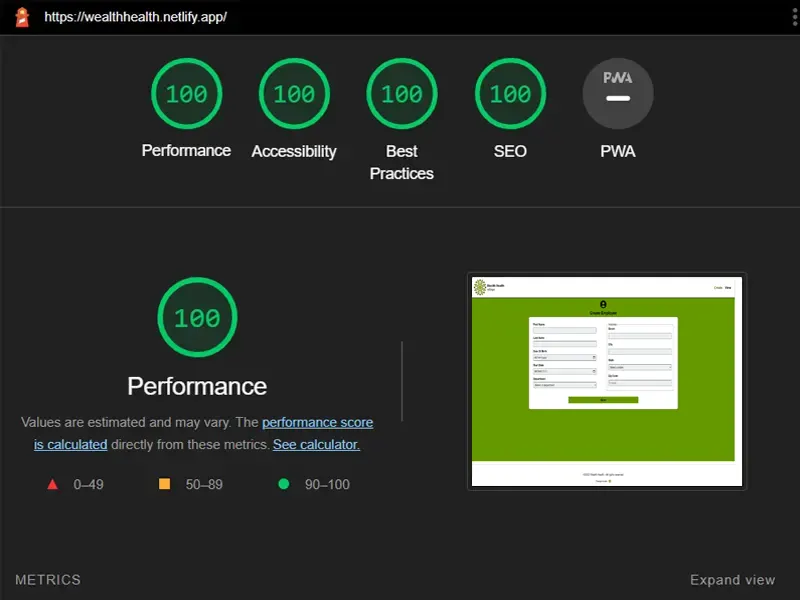 https://wealthhealth.netlify.app/
100
100
100
100
PWA
Performance
Accessibility
Best
Practices
SEO
PWA
100
Performance
Values are estimated and may vary. The performance score
is calculated directly from these metrics. See calculator.
0–49
50–89
90–100
Create Employee
METRICS
Expand view